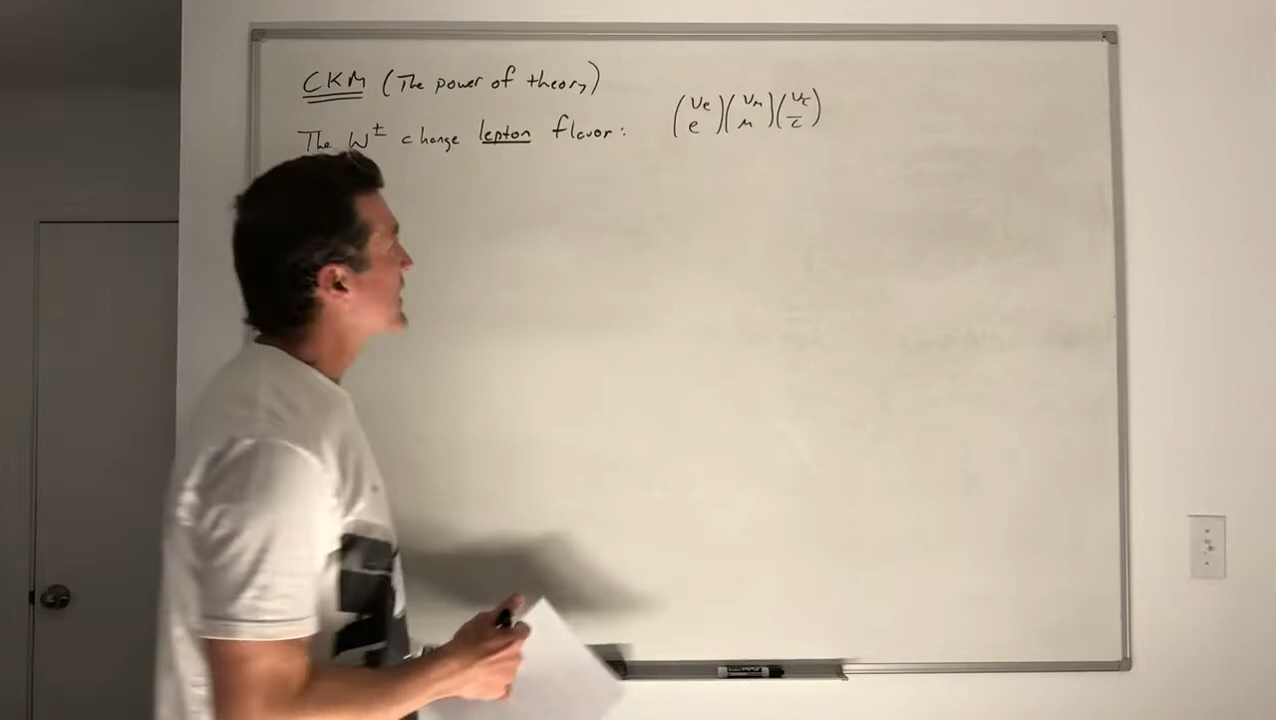 CKM (The power of theory)
The W± change lepton flavor: (νe e)(νμ μ)(ντ τ)